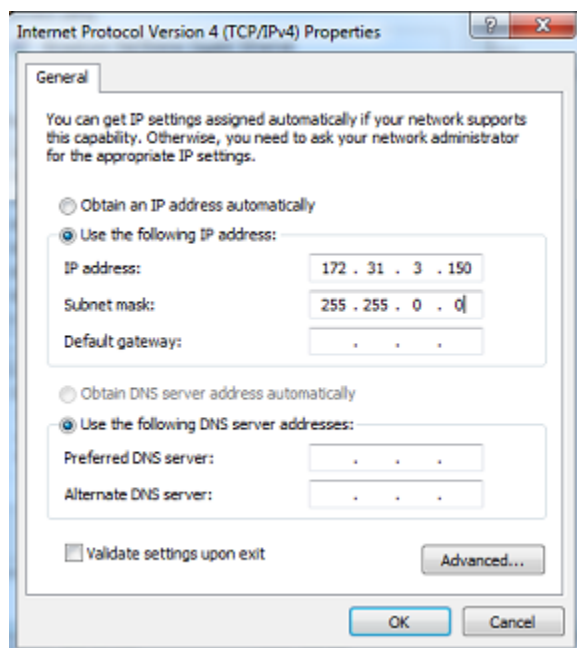 Internet Protocol Version 4 (TCP/IPv4) Properties
General
You can get IP settings assigned automatically if your network supports
this capability. Otherwise, you need to ask your network administrator
for the appropriate IP settings.
Obtain an IP address automatically
Use the following IP address:
IP address: 172 . 31 . 3 . 150
Subnet mask: 255 . 255 . 0 . 0
Default gateway: . . .
Obtain DNS server address automatically
Use the following DNS server addresses:
Preferred DNS server: . . .
Alternate DNS server: . . .
Validate settings upon exit
Advanced...
OK Cancel